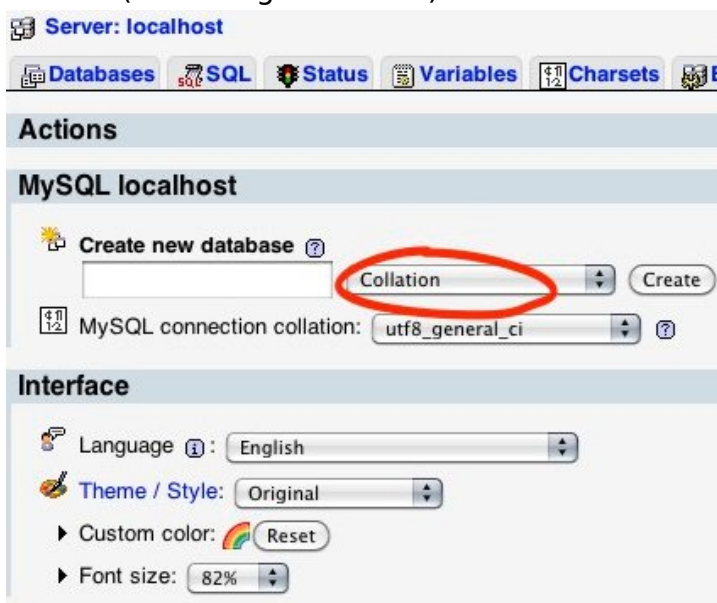 Server: localhost
Databases SQL Status Variables Charsets
Actions
MySQL localhost
Create new database
Collation Create
MySQL connection collation: utf8_general_ci
Interface
Language : English
Theme / Style: Original
Custom color: Reset
Font size: 82%